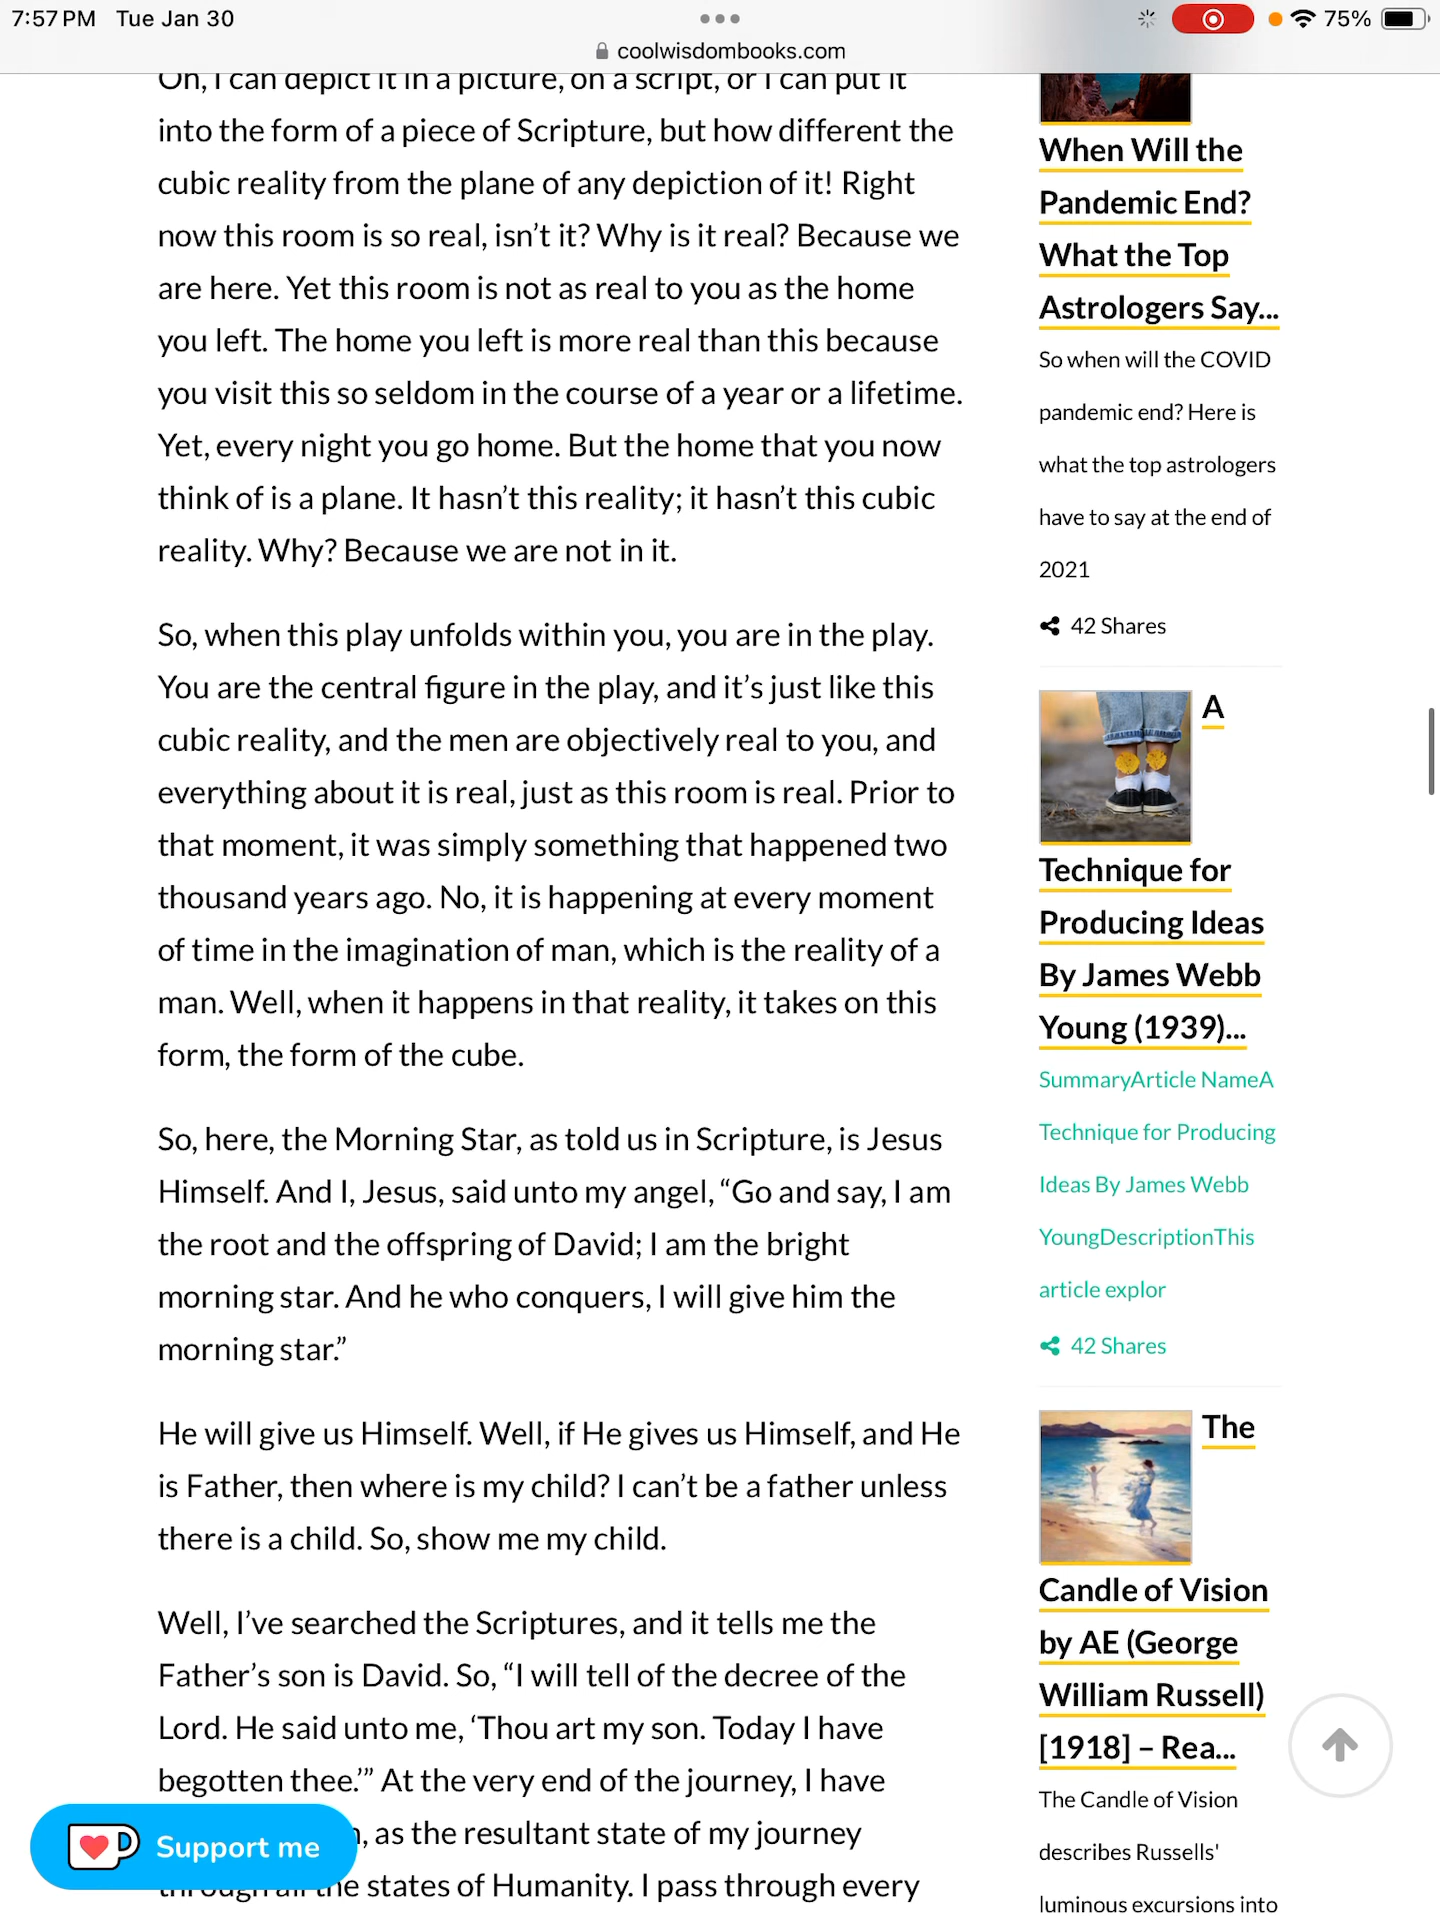 7:57 PM Tue Jan 30
75%
coolwisdombooks.com
Oh, I can depict it in a picture, on a script, or I can put it
into the form of a piece of Scripture, but how different the
cubic reality from the plane of any depiction of it! Right
now this room is so real, isn’t it? Why is it real? Because we
are here. Yet this room is not as real to you as the home
you left. The home you left is more real than this because
you visit this so seldom in the course of a year or a lifetime.
Yet, every night you go home. But the home that you now
think of is a plane. It hasn’t this reality; it hasn’t this cubic
reality. Why? Because we are not in it.
So, when this play unfolds within you, you are in the play.
You are the central figure in the play, and it’s just like this
cubic reality, and the men are objectively real to you, and
everything about it is real, just as this room is real. Prior to
that moment, it was simply something that happened two
thousand years ago. No, it is happening at every moment
of time in the imagination of man, which is the reality of a
man. Well, when it happens in that reality, it takes on this
form, the form of the cube.
So, here, the Morning Star, as told us in Scripture, is Jesus
Himself. And I, Jesus, said unto my angel, “Go and say, I am
the root and the offspring of David; I am the bright
morning star. And he who conquers, I will give him the
morning star.”
He will give us Himself. Well, if He gives us Himself, and He
is Father, then where is my child? I can’t be a father unless
there is a child. So, show me my child.
Well, I’ve searched the Scriptures, and it tells me the
Father’s son is David. So, “I will tell of the decree of the
Lord. He said unto me, ‘Thou art my son. Today I have
begotten thee.’” At the very end of the journey, I have
, as the resultant state of my journey
through all the states of Humanity. I pass through every
Support me
When Will the
Pandemic End?
What the Top
Astrologers Say...
So when will the COVID
pandemic end? Here is
what the top astrologers
have to say at the end of
2021
42 Shares
A
Technique for
Producing Ideas
By James Webb
Young (1939)...
SummaryArticle NameA
Technique for Producing
Ideas By James Webb
YoungDescriptionThis
article explor
42 Shares
The
Candle of Vision
by AE (George
William Russell)
[1918] – Rea...
The Candle of Vision
describes Russells'
luminous excursions into